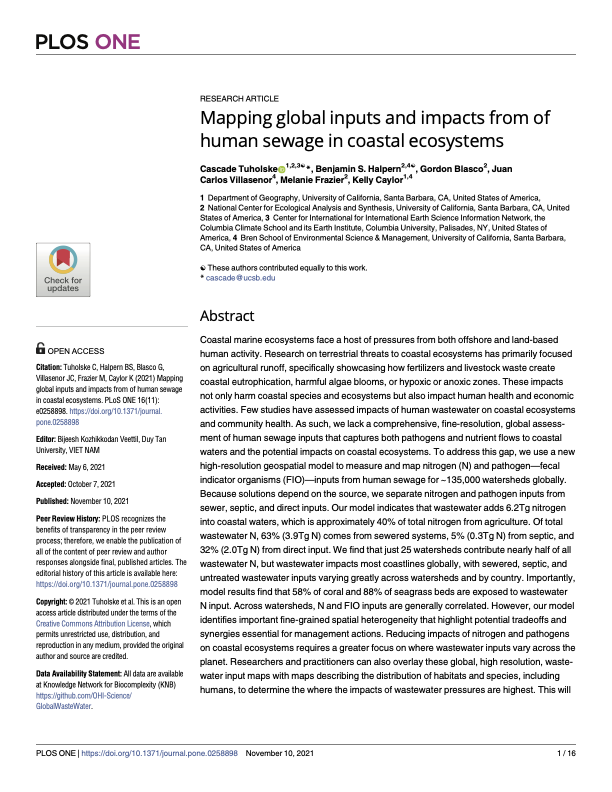 PLOS ONE
RESEARCH ARTICLE
Mapping global inputs and impacts from of
human sewage in coastal ecosystems
Cascade Tuholske 1,2,3☯*, Benjamin S. Halpern2,4☯, Gordon Blasco2, Juan
Carlos Villasenor4, Melanie Frazier2, Kelly Caylor1,4
1 Department of Geography, University of California, Santa Barbara, CA, United States of America,
2 National Center for Ecological Analysis and Synthesis, University of California, Santa Barbara, CA, United
States of America, 3 Center for International for International Earth Science Information Network, the
Columbia Climate School and its Earth Institute, Columbia University, Palisades, NY, United States of
America, 4 Bren School of Environmental Science & Management, University of California, Santa Barbara,
CA, United States of America
☯ These authors contributed equally to this work.
* cascade@ucsb.edu
Check for
updates
OPEN ACCESS
Citation: Tuholske C, Halpern BS, Blasco G,
Villasenor JC, Frazier M, Caylor K (2021) Mapping
global inputs and impacts from of human sewage
in coastal ecosystems. PLOS ONE 16(11):
e0258898. https://doi.org/10.1371/journal.
pone.0258898
Editor: Bijeesh Kozhikkodan Veettil, Duy Tan
University, VIET NAM
Received: May 6, 2021
Accepted: October 7, 2021
Published: November 10, 2021
Peer Review History: PLOS recognizes the
benefits of transparency in the peer review
process; therefore, we enable the publication of
all of the content of peer review and author
responses alongside final, published articles. The
editorial history of this article is available here:
https://doi.org/10.1371/journal.pone.0258898
Copyright: © 2021 Tuholske et al. This is an open
access article distributed under the terms of the
Creative Commons Attribution License, which
permits unrestricted use, distribution, and
reproduction in any medium, provided the original
author and source are credited.
Data Availability Statement: All data are available
at Knowledge Network for Biocomplexity (KNB)
https://github.com/OHI-Science/
GlobalWasteWater.
Abstract
Coastal marine ecosystems face a host of pressures from both offshore and land-based
human activity. Research on terrestrial threats to coastal ecosystems has primarily focused
on agricultural runoff, specifically showcasing how fertilizers and livestock waste create
coastal eutrophication, harmful algae blooms, or hypoxic or anoxic zones. These impacts
not only harm coastal species and ecosystems but also impact human health and economic
activities. Few studies have assessed impacts of human wastewater on coastal ecosystems
and community health. As such, we lack a comprehensive, fine-resolution, global assess-
ment of human sewage inputs that captures both pathogens and nutrient flows to coastal
waters and the potential impacts on coastal ecosystems. To address this gap, we use a new
high-resolution geospatial model to measure and map nitrogen (N) and pathogen—fecal
indicator organisms (FIO)—inputs from human sewage for ~135,000 watersheds globally.
Because solutions depend on the source, we separate nitrogen and pathogen inputs from
sewer, septic, and direct inputs. Our model indicates that wastewater adds 6.2Tg nitrogen
into coastal waters, which is approximately 40% of total nitrogen from agriculture. Of total
wastewater N, 63% (3.9Tg N) comes from sewered systems, 5% (0.3Tg N) from septic, and
32% (2.0Tg N) from direct input. We find that just 25 watersheds contribute nearly half of all
wastewater N, but wastewater impacts most coastlines globally, with sewered, septic, and
untreated wastewater inputs varying greatly across watersheds and by country. Importantly,
model results find that 58% of coral and 88% of seagrass beds are exposed to wastewater
N input. Across watersheds, N and FIO inputs are generally correlated. However, our model
identifies important fine-grained spatial heterogeneity that highlight potential tradeoffs and
synergies essential for management actions. Reducing impacts of nitrogen and pathogens
on coastal ecosystems requires a greater focus on where wastewater inputs vary across the
planet. Researchers and practitioners can also overlay these global, high resolution, waste-
water input maps with maps describing the distribution of habitats and species, including
humans, to determine the where the impacts of wastewater pressures are highest. This will
PLOS ONE | https://doi.org/10.1371/journal.pone.0258898 November 10, 2021
1 / 16